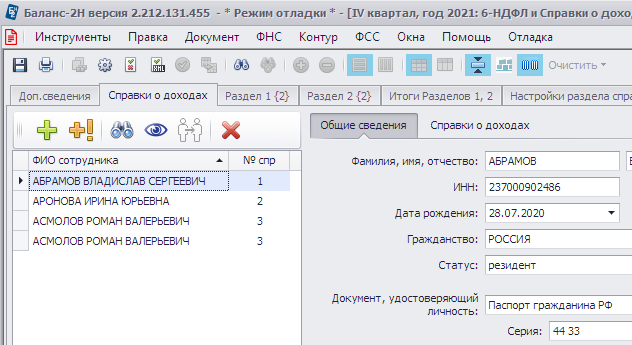 Баланс-2Н версия 2.212.131.455 - * Режим отладки * - [IV квартал, год 2021: 6-НДФЛ и Справки о дохо
Инструменты Правка Документ ФНС Контур ФСС Окна Помощь Отладка
Очистить
Доп.сведения Справки о доходах Раздел 1 {2} Раздел 2 {2} Итоги Разделов 1, 2 Настройки раздела спра
Общие сведения Справки о доходах
ФИО сотрудника № спр
АБРАМОВ ВЛАДИСЛАВ СЕРГЕЕВИЧ 1
АРОНОВА ИРИНА ЮРЬЕВНА 2
АСМОЛОВ РОМАН ВАЛЕРЬЕВИЧ 3
АСМОЛОВ РОМАН ВАЛЕРЬЕВИЧ 3
Фамилия, имя, отчество: АБРАМОВ
ИНН: 237000902486
Дата рождения: 28.07.2020
Гражданство: РОССИЯ
Статус: резидент
Документ, удостоверяющий
личность: Паспорт гражданина РФ
Серия: 44 33